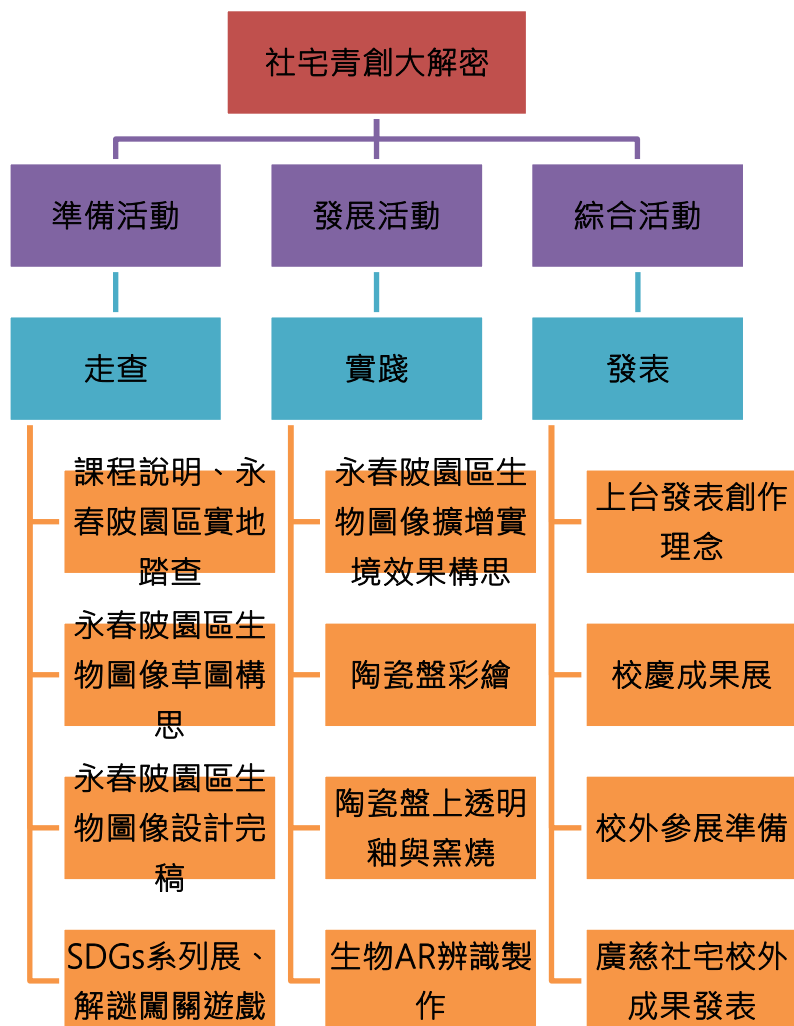 社宅青創大解密
準備活動
發展活動
綜合活動
走查
實踐
發表
課程說明、永
春陂園區實地
踏查
永春陂園區生
物圖像草圖構
思
永春陂園區生
物圖像設計完
稿
SDGs系列展、
解謎闖關遊戲
永春陂園區生
物圖像擴增實
境效果構思
陶瓷盤彩繪
陶瓷盤上透明
釉與窯燒
生物AR辨識製
作
上台發表創作
理念
校慶成果展
校外參展準備
廣慈社宅校外
成果發表